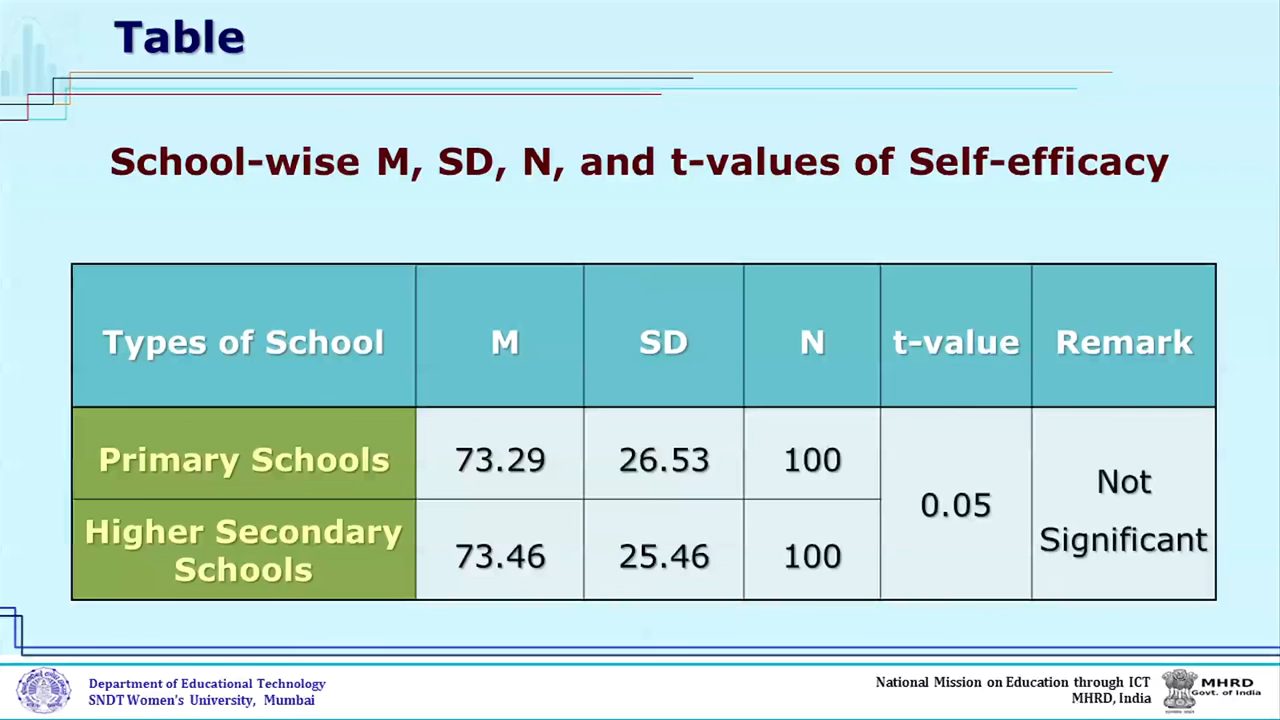 Table
School-wise M, SD, N, and t-values of Self-efficacy
Types of School M SD N t-value Remark
Primary Schools 73.29 26.53 100
Higher Secondary
Schools 73.46 25.46 100
0.05
Not
Significant
Department of Educational Technology
SNDT Women's University, Mumbai
National Mission on Education through ICT
MHRD, India
MHRD
Govt. of India